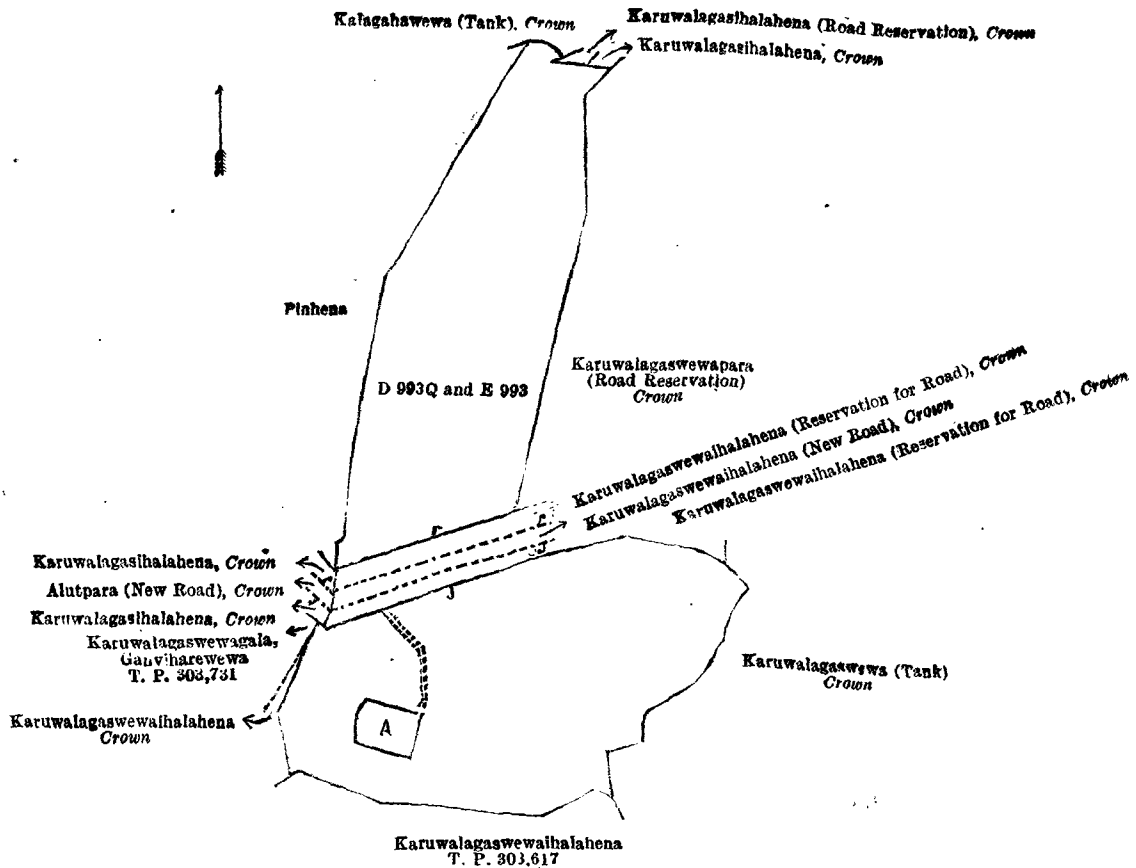 Kalagahawewa (Tank), Crown
Karuwalagasihalahena (Road Reservation), Crown
Karuwalagasihalahena, Crown
Pinhena
D 993Q and E 993
Karuwalagaswewapara
(Road Reservation)
Crown
Karuwalagaswewaihalahena (Reservation for Road), Crown
Karuwalagaswewaihalahena (New Road), Crown
Karuwalagaswewaihalahena (Reservation for Road), Crown
Karuwalagasihalahena, Crown
Alutpara (New Road), Crown
Karuwalagasihalahena, Crown
Karuwalagaswewagala,
Ganviharewewa
T. P. 303,731
Karuwalagaswewaihalahena
Crown
A
Karuwalagaswewa (Tank)
Crown
Karuwalagaswewaihalahena
T. P. 303,617